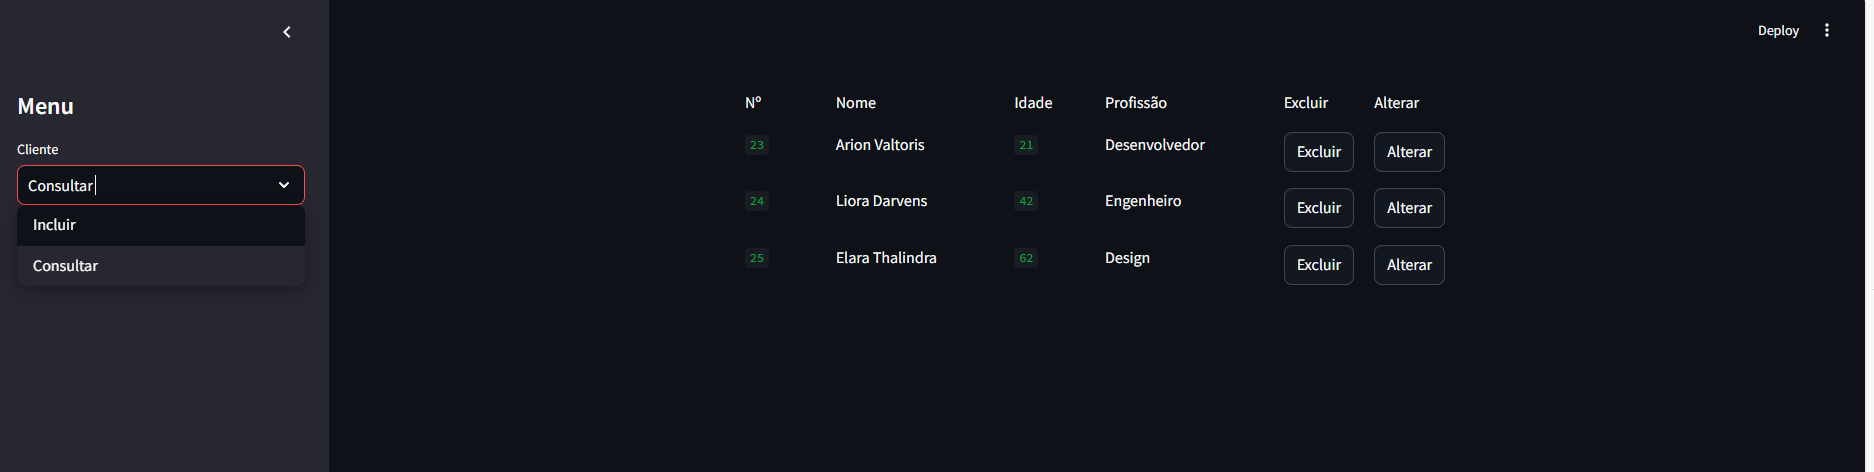 Deploy
Menu
Cliente
Consultar
Incluir
Consultar
Nº Nome Idade Profissão Excluir Alterar
23 Arion Valtoris 21 Desenvolvedor Excluir Alterar
24 Liora Darvens 42 Engenheiro Excluir Alterar
25 Elara Thalindra 62 Design Excluir Alterar